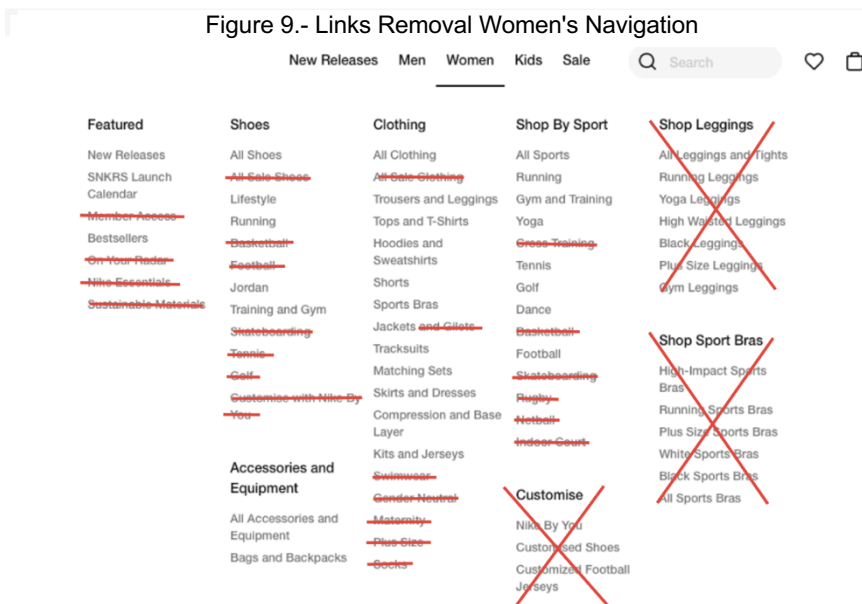 Figure 9.- Links Removal Women's Navigation
New Releases Men Women Kids Sale Search
Featured
New Releases
SNKRS Launch
Calendar
Member Access
Bestsellers
On Your Radar
Nike Essentials
Sustainable Materials
Shoes
All Shoes
All Sale Shoes
Lifestyle
Running
Basketball
Football
Jordan
Training and Gym
Skateboarding
Tennis
Golf
Customise with Nike By
You
Accessories and
Equipment
All Accessories and
Equipment
Bags and Backpacks
Clothing
All Clothing
All Sale Clothing
Trousers and Leggings
Tops and T-Shirts
Hoodies and
Sweatshirts
Shorts
Sports Bras
Jackets and Gilets
Tracksuits
Matching Sets
Skirts and Dresses
Compression and Base
Layer
Kits and Jerseys
Swimwear
Gender Neutral
Maternity
Plus Size
Socks
Shop By Sport
All Sports
Running
Gym and Training
Yoga
Cross Training
Tennis
Golf
Dance
Basketball
Football
Skateboarding
Rugby
Netball
Indoor Court
Customise
Nike By You
Customised Shoes
Customized Football
Jerseys
Shop Leggings
All Leggings and Tights
Running Leggings
Yoga Leggings
High Waisted Leggings
Black Leggings
Plus Size Leggings
Gym Leggings
Shop Sport Bras
High-Impact Sports
Bras
Running Sports Bras
Plus Size Sports Bras
White Sports Bras
Black Sports Bras
All Sports Bras